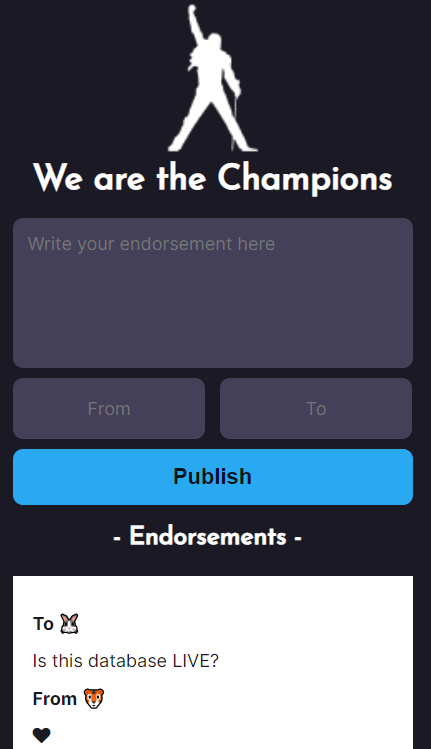 We are the Champions
Write your endorsement here
From To
Publish
- Endorsements -
To 🐰
Is this database LIVE?
From 🐯